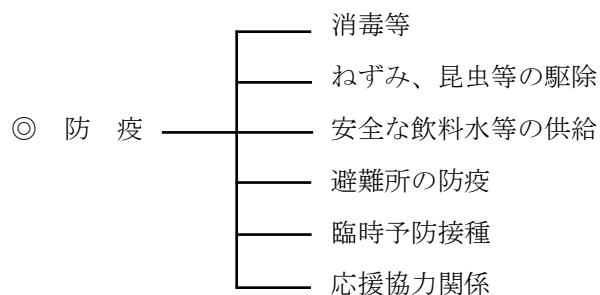 消毒等
ねずみ、昆虫等の駆除
◎ 防 疫 安全な飲料水等の供給
避難所の防疫
臨時予防接種
応援協力関係